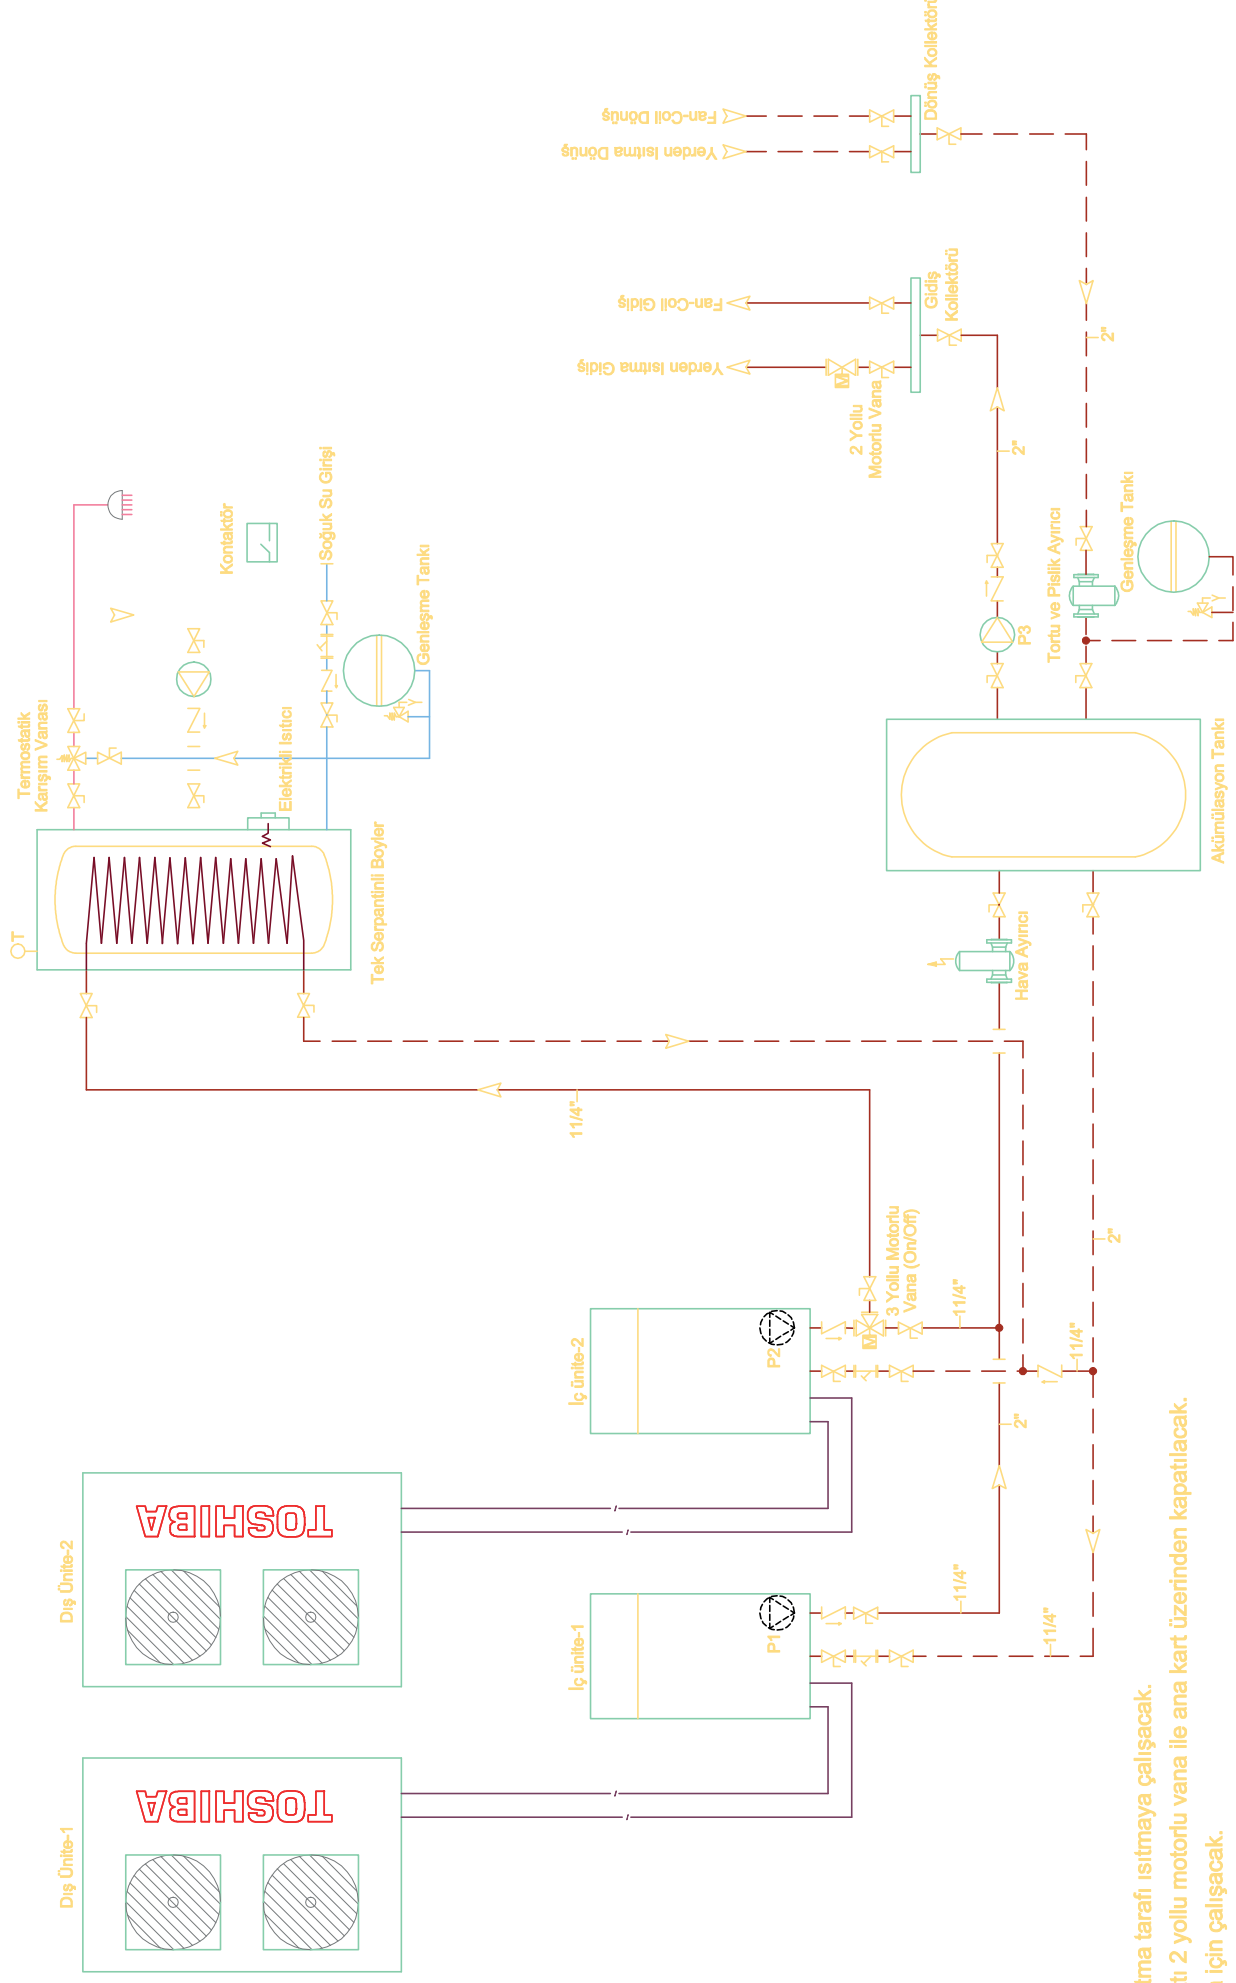 Dönüş Kollektörü
Fan-Coil Dönüş
Yerden Isıtma Dönüş
Gidiş
Kollektörü
Fan-Coil Gidiş
Yerden Isıtma Gidiş
M
2 Yollu
Motorlu Vana
2"
2"
Soğuk Su Girişi
Kontaktör
Genleşme Tankı
Genleşme Tankı
Tortu ve Pislik Ayırıcı
P3
Termostatik
Karışım Vanası
Elektrikli Isıtıcı
Tek Serpantinli Boyler
T
Akümülasyon Tankı
Hava Ayırıcı
11/4"
3 Yollu Motorlu
Vana (On/Off)
M
11/4"
11/4"
2"
2"
P2
İç ünite-2
TOSHIBA
Dış Ünite-2
11/4"
11/4"
P1
İç ünite-1
TOSHIBA
Dış Ünite-1
tma tarafı ısıtmaya çalışacak.
tı 2 yollu motorlu vana ile ana kart üzerinden kapatılacak.
için çalışacak.